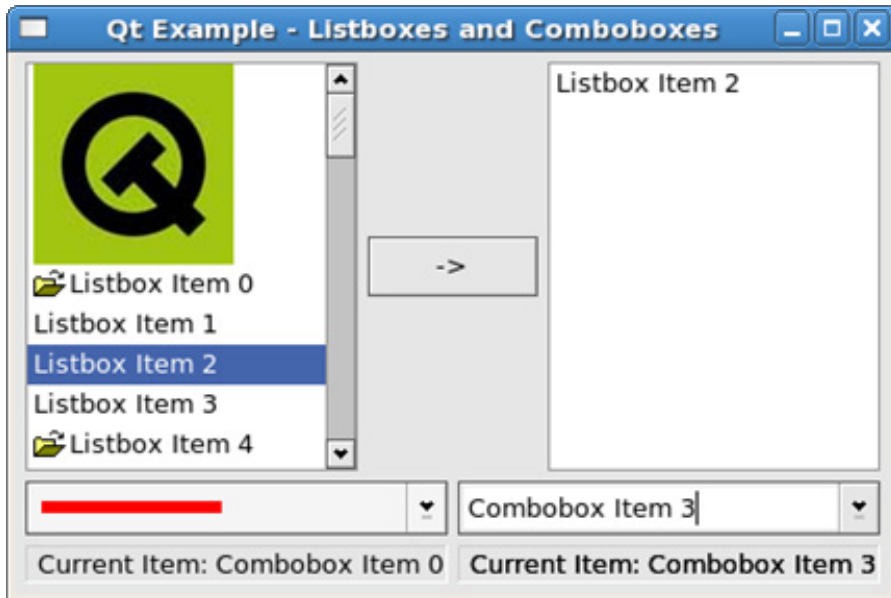 Qt Example - Listboxes and Comboboxes
Listbox Item 0
Listbox Item 1
Listbox Item 2
Listbox Item 3
Listbox Item 4
->
Listbox Item 2
Combobox Item 3
Current Item: Combobox Item 0
Current Item: Combobox Item 3